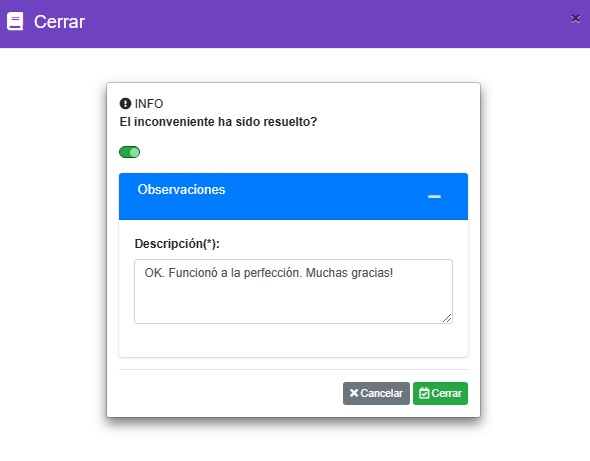 Cerrar
INFO
El inconveniente ha sido resuelto?
Observaciones
Descripción(*):
OK. Funcionó a la perfección. Muchas gracias!
Cancelar
Cerrar